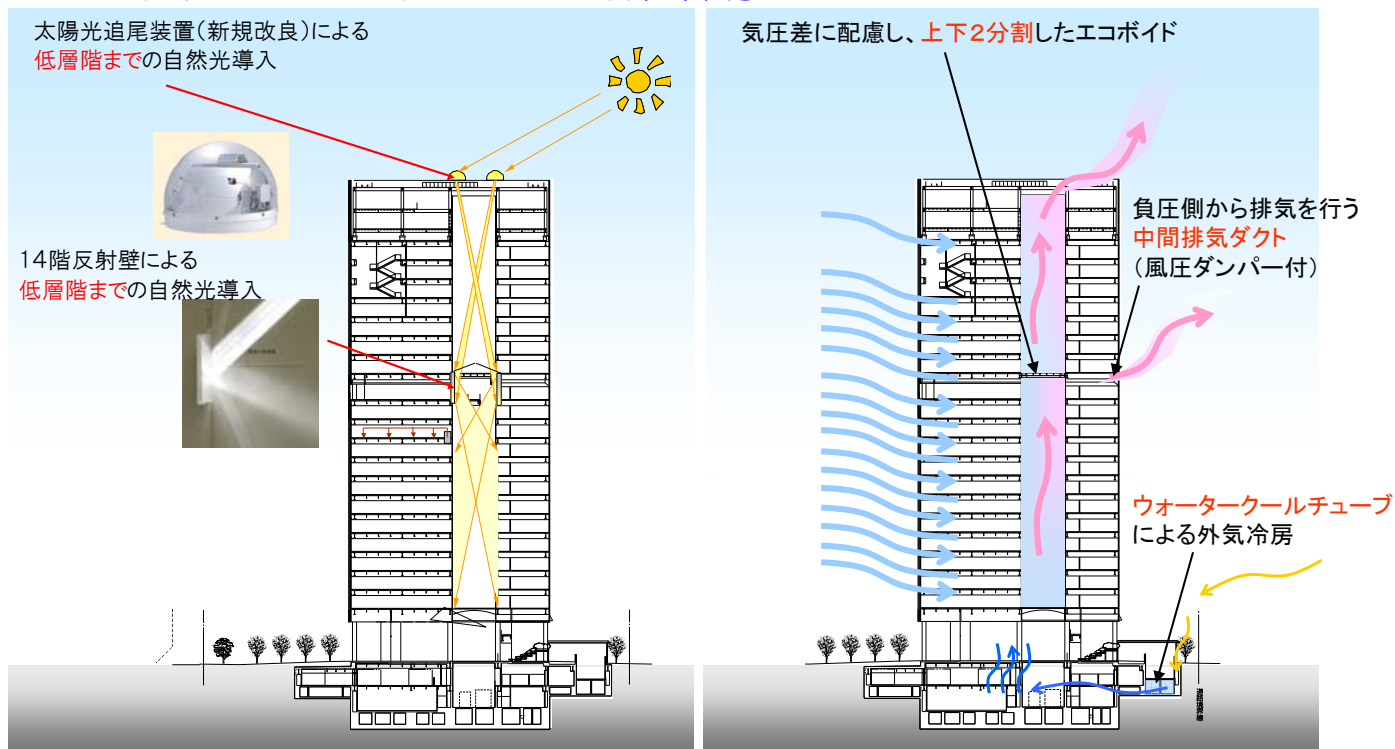 太陽光追尾装置(新規改良)による
低層階までの自然光導入
14階反射壁による
低層階までの自然光導入
気圧差に配慮し、上下2分割したエコボイド
負圧側から排気を行う
中間排気ダクト
(風圧ダンパー付)
ウォータークールチューブ
による外気冷房
道路境界線